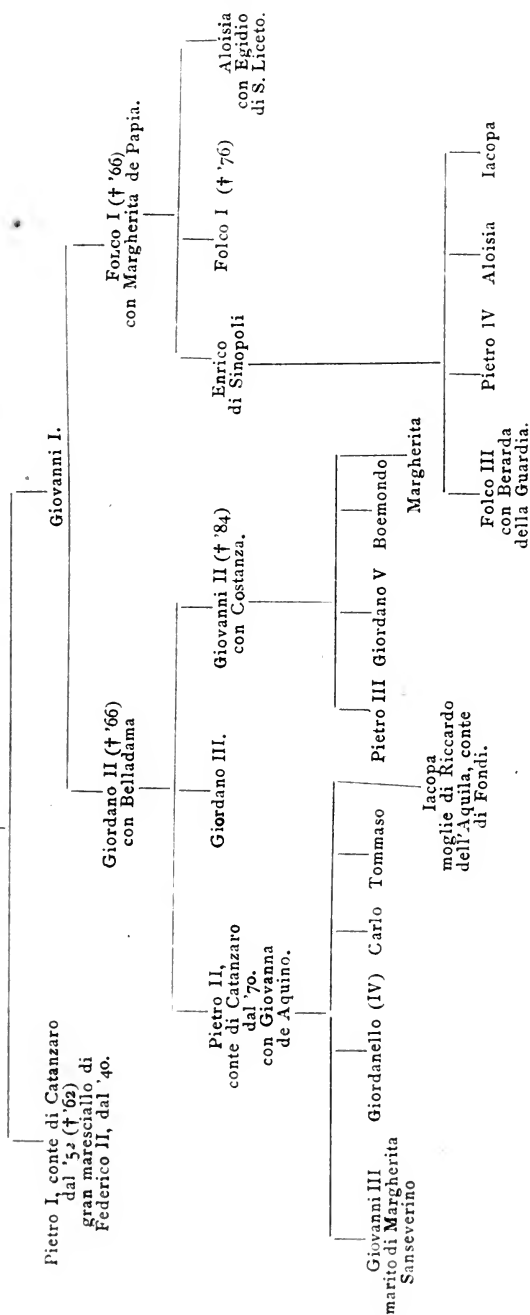 Pietro I, conte di Catanzaro
dal '52 († '62)
gran maresciallo di
Federico II, dal '40.
Giovanni I.
Giordano II († '66)
con Belladama
Folco I († '66)
con Margherita de Papia.
Pietro II,
conte di Catanzaro
dal '70.
con Giovanna
de Aquino.
Giordano III.
Giovanni II († '84)
con Costanza.
Enrico
di Sinopoli
Folco I († '76)
Aloisia
con Egidio
di S. Liceto.
Giovanni III
marito di Margherita
Sanseverino
Giordanello (IV)
Carlo
Tommaso
Iacopa
moglie di Riccardo
dell'Aquila, conte
di Fondi.
Pietro III
Giordano V
Boemondo
Margherita
Folco III
con Berarda
della Guardia.
Pietro IV
Aloisia
Iacopa